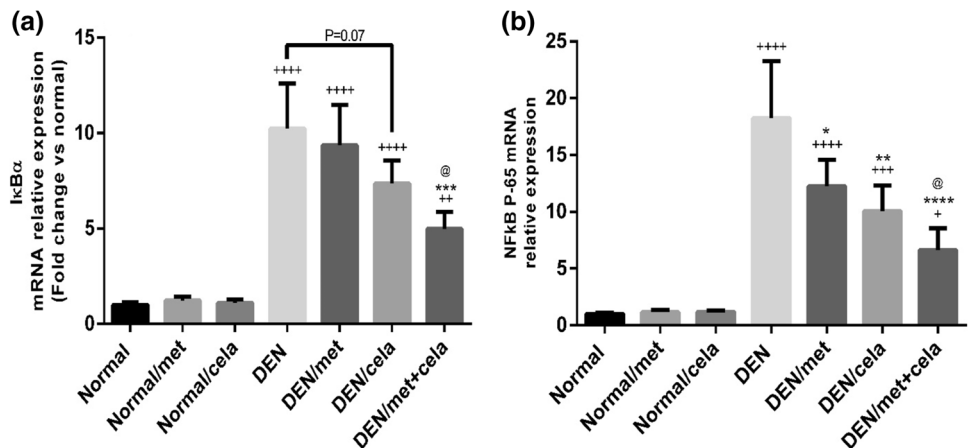 (a)
IκBα
mRNA relative expression
(Fold change vs normal)
15
10
5
0
P=0.07
++++
++++
++++
@
***
++
Normal
Normal/met
Normal/cela
DEN
DEN/met
DEN/cela
DEN/met+cela
(b)
NFkB P-65 mRNA
relative expression
25
20
15
10
5
0
++++
*
++++
**
+++
@
****
+
Normal
Normal/met
Normal/cela
DEN
DEN/met
DEN/cela
DEN/met+cela